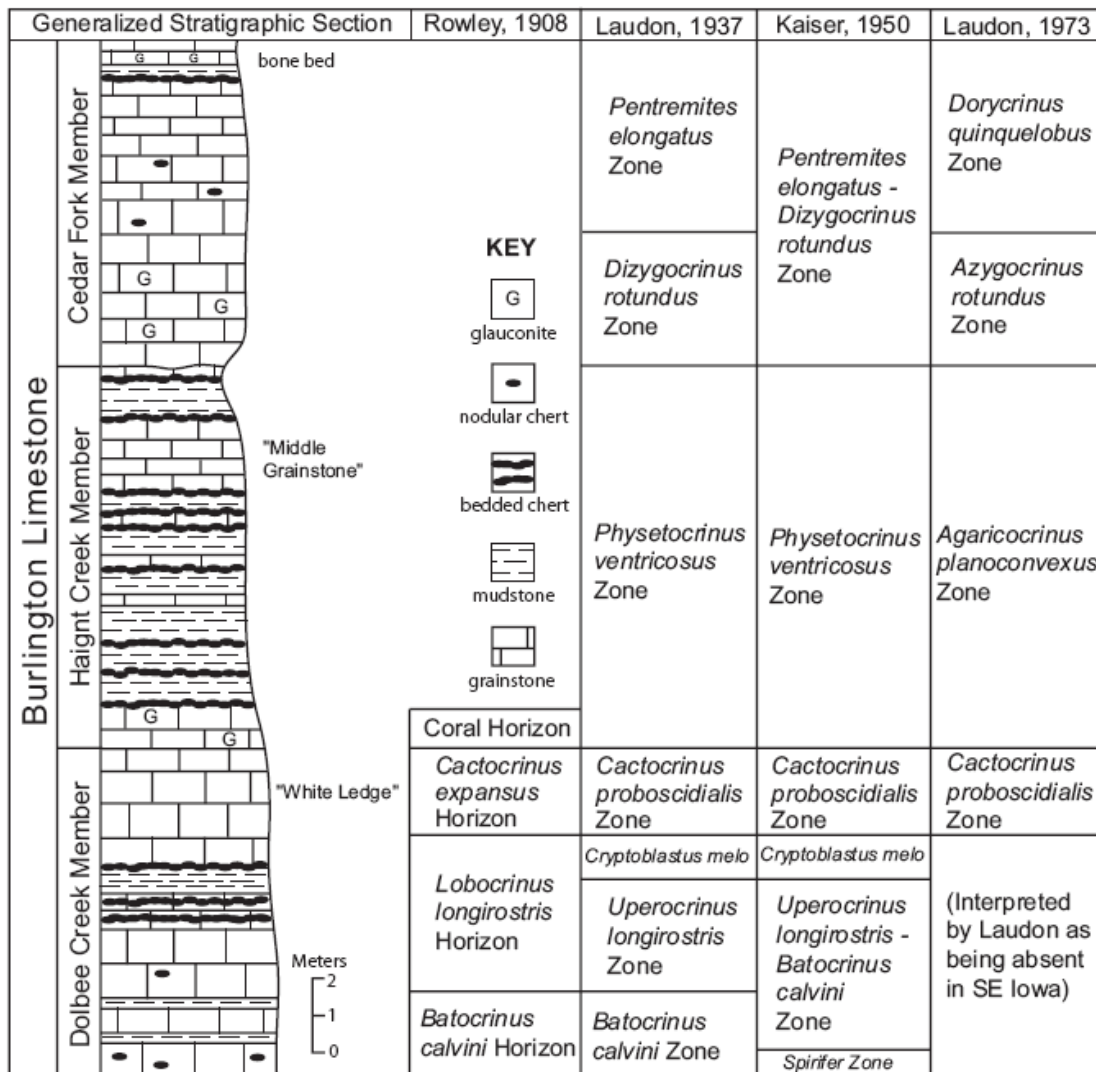 Generalized Stratigraphic Section
Rowley, 1908
Laudon, 1937
Kaiser, 1950
Laudon, 1973
Burlington Limestone
Cedar Fork Member
Haignt Creek Member
Dolbee Creek Member
G
G
bone bed
G
G
G
"Middle
Grainstone"
G
G
"White Ledge"
Meters
2
1
0
KEY
G
glauconite
nodular chert
bedded chert
mudstone
grainstone
Coral Horizon
Cactocrinus
expansus
Horizon
Lobocrinus
longirostris
Horizon
Batocrinus
calvini Horizon
Pentremites
elongatus
Zone
Dizygocrinus
rotundus
Zone
Physetocrinus
ventricosus
Zone
Cactocrinus
proboscidialis
Zone
Cryptoblastus melo
Uperocrinus
longirostris
Zone
Batocrinus
calvini Zone
Pentremites
elongatus -
Dizygocrinus
rotundus
Zone
Physetocrinus
ventricosus
Zone
Cactocrinus
proboscidialis
Zone
Cryptoblastus melo
Uperocrinus
longirostris -
Batocrinus
calvini
Zone
Spirifer Zone
Dorycrinus
quinquelobus
Zone
Azygocrinus
rotundus
Zone
Agaricocrinus
planoconvexus
Zone
Cactocrinus
proboscidialis
Zone
(Interpreted
by Laudon as
being absent
in SE Iowa)